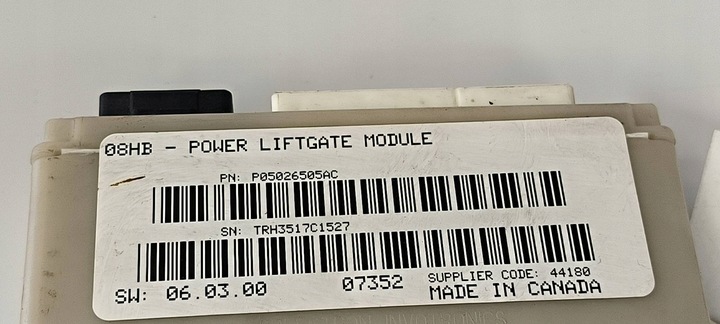 08HB - POWER LIFTGATE MODULE
PN: P05026505AC
SN: TRH3517C1527
SW: 06.03.00 07352 SUPPLIER CODE: 44180
MADE IN CANADA